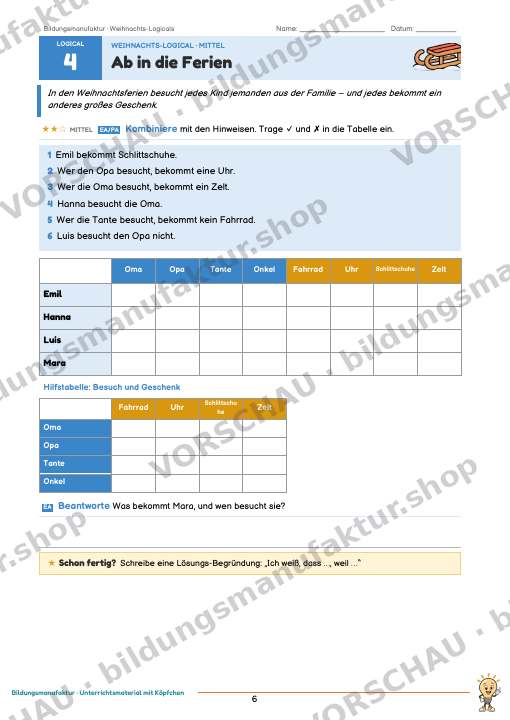 Bildungsmanufaktur · Weihnachts-Logicals Name: Datum:
LOGICAL
4
WEIHNACHTS-LOGICAL · MITTEL
Ab in die Ferien
In den Weihnachtsferien besucht jedes Kind jemanden aus der Familie – und jedes bekommt ein
anderes großes Geschenk.
★★☆ MITTEL EA/PA Kombiniere mit den Hinweisen. Trage ✓ und ✗ in die Tabelle ein.
1 Emil bekommt Schlittschuhe.
2 Wer den Opa besucht, bekommt eine Uhr.
3 Wer die Oma besucht, bekommt ein Zelt.
4 Hanna besucht die Oma.
5 Wer die Tante besucht, bekommt kein Fahrrad.
6 Luis besucht den Opa nicht.
Oma Opa Tante Onkel Fahrrad Uhr Schlittschuhe Zelt
Emil
Hanna
Luis
Mara
Hilfstabelle: Besuch und Geschenk
Fahrrad Uhr Schlittschu
he Zelt
Oma
Opa
Tante
Onkel
EA Beantworte Was bekommt Mara, und wen besucht sie?
★ Schon fertig? Schreibe eine Lösungs-Begründung: „Ich weiß, dass …, weil …“
Bildungsmanufaktur · Unterrichtsmaterial mit Köpfchen
6
VORSCHAU · bildungsmanufaktur.shop